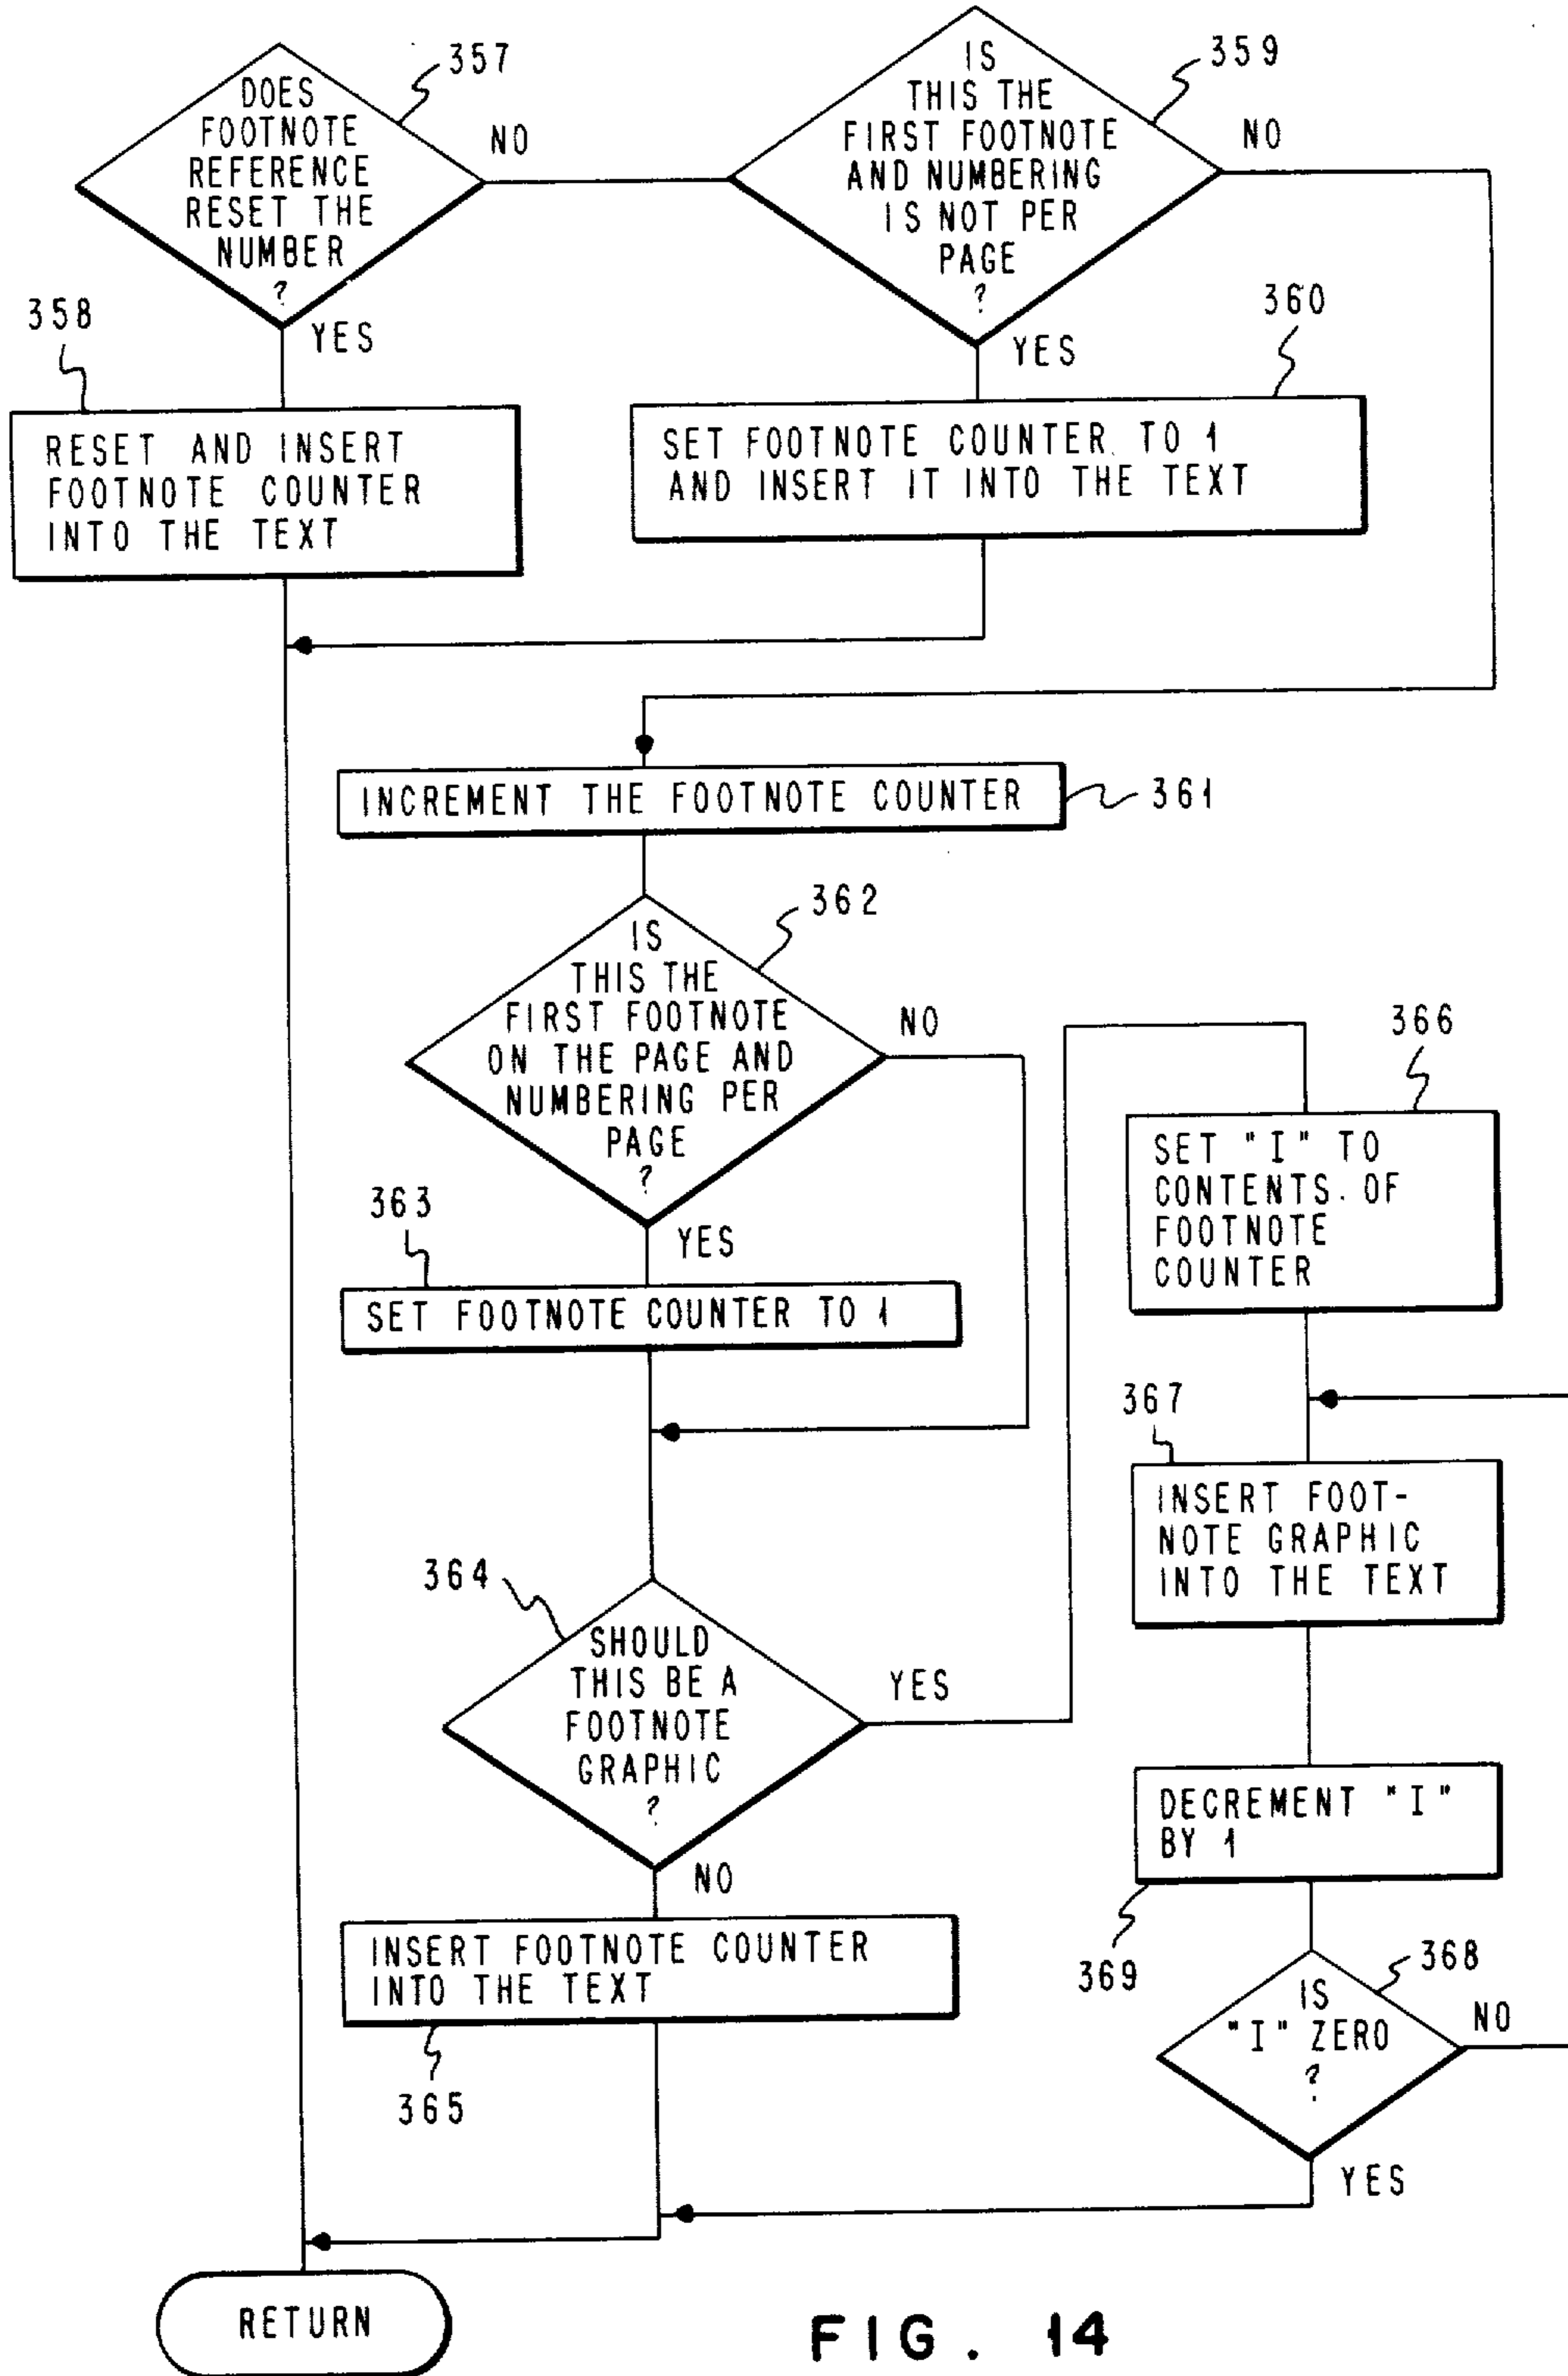 357
DOES
FOOTNOTE
REFERENCE
RESET THE
NUMBER
?
NO
YES
359
IS
THIS THE
FIRST FOOTNOTE
AND NUMBERING
IS NOT PER
PAGE
?
NO
YES
358
RESET AND INSERT
FOOTNOTE COUNTER
INTO THE TEXT
360
SET FOOTNOTE COUNTER TO 1
AND INSERT IT INTO THE TEXT
INCREMENT THE FOOTNOTE COUNTER
361
362
IS
THIS THE
FIRST FOOTNOTE
ON THE PAGE AND
NUMBERING PER
PAGE
?
NO
YES
363
SET FOOTNOTE COUNTER TO 1
364
SHOULD
THIS BE A
FOOTNOTE
GRAPHIC
?
YES
NO
INSERT FOOTNOTE COUNTER
INTO THE TEXT
365
366
SET "I" TO
CONTENTS OF
FOOTNOTE
COUNTER
367
INSERT FOOT-
NOTE GRAPHIC
INTO THE TEXT
DECREMENT "I"
BY 1
369
368
IS
"I" ZERO
?
NO
YES
RETURN
FIG. 14